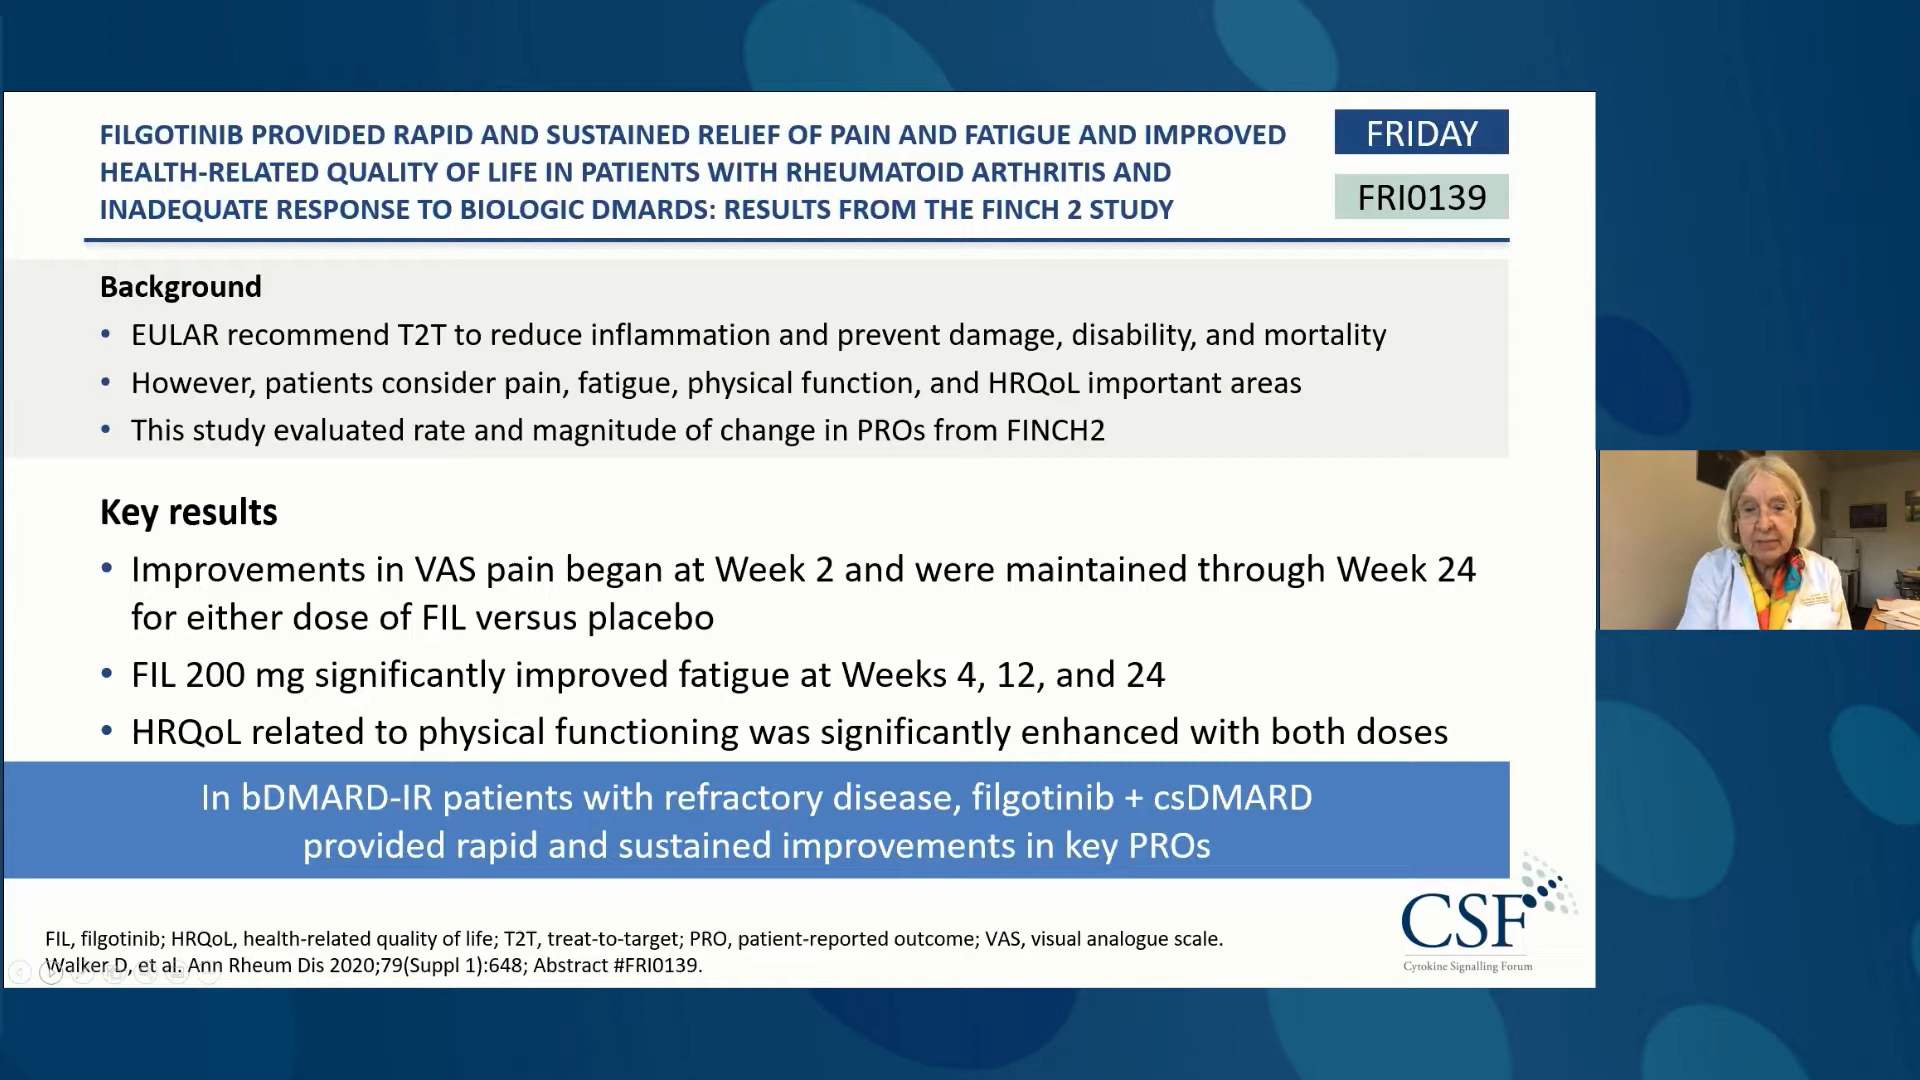 FILGOTINIB PROVIDED RAPID AND SUSTAINED RELIEF OF PAIN AND FATIGUE AND IMPROVED
HEALTH-RELATED QUALITY OF LIFE IN PATIENTS WITH RHEUMATOID ARTHRITIS AND
INADEQUATE RESPONSE TO BIOLOGIC DMARDS: RESULTS FROM THE FINCH 2 STUDY
FRIDAY
FRI0139
Background
• EULAR recommend T2T to reduce inflammation and prevent damage, disability, and mortality
• However, patients consider pain, fatigue, physical function, and HRQoL important areas
• This study evaluated rate and magnitude of change in PROs from FINCH2
Key results
• Improvements in VAS pain began at Week 2 and were maintained through Week 24
for either dose of FIL versus placebo
• FIL 200 mg significantly improved fatigue at Weeks 4, 12, and 24
• HRQoL related to physical functioning was significantly enhanced with both doses
In bDMARD-IR patients with refractory disease, filgotinib + csDMARD
provided rapid and sustained improvements in key PROs
FIL, filgotinib; HRQoL, health-related quality of life; T2T, treat-to-target; PRO, patient-reported outcome; VAS, visual analogue scale.
Walker D, et al. Ann Rheum Dis 2020;79(Suppl 1):648; Abstract #FRI0139.
CSF
Cytokine Signalling Forum